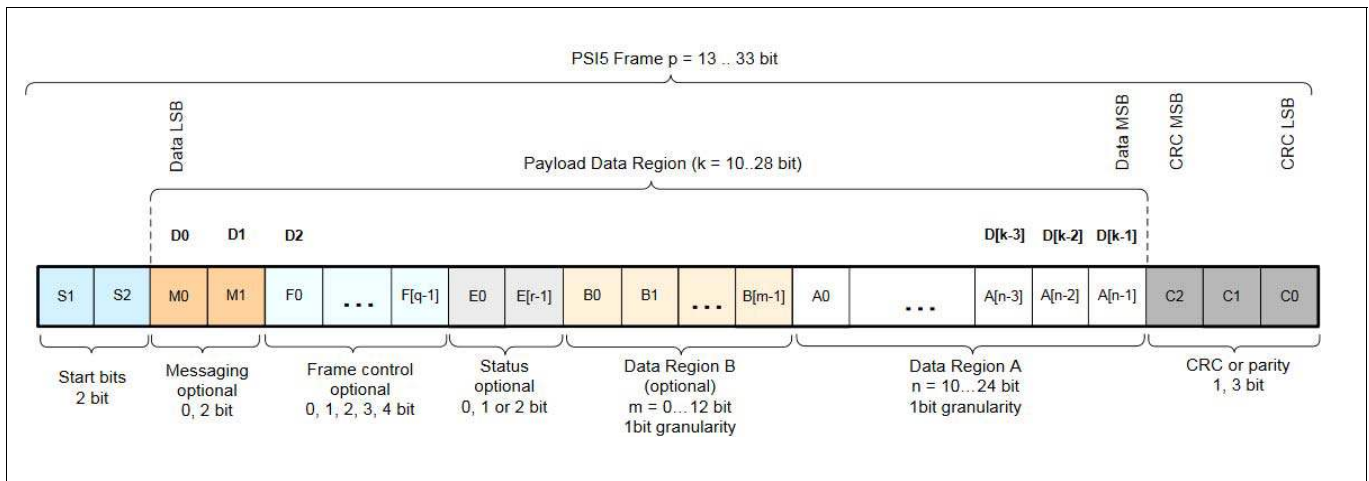 PSI5 Frame p = 13 .. 33 bit
Data LSB
Data MSB
CRC MSB
CRC LSB
Payload Data Region (k = 10..28 bit)
D0 D1 D2 D[k-3] D[k-2] D[k-1]
S1 S2 M0 M1 F0 ... F[q-1] E0 E[r-1] B0 B1 ... B[m-1] A0 ... A[n-3] A[n-2] A[n-1] C2 C1 C0
Start bits
2 bit
Messaging
optional
0, 2 bit
Frame control
optional
0, 1, 2, 3, 4 bit
Status
optional
0, 1 or 2 bit
Data Region B
(optional)
m = 0...12 bit
1bit granularity
Data Region A
n = 10...24 bit
1bit granularity
CRC or parity
1, 3 bit